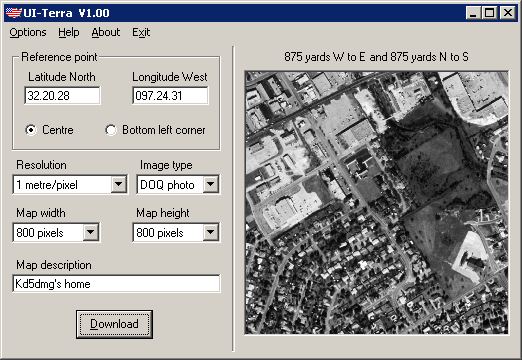 UI-Terra V1.00
Options Help About Exit
Reference point
Latitude North Longitude West
32.20.28 097.24.31
Centre Bottom left corner
Resolution Image type
1 metre/pixel DOQ photo
Map width Map height
800 pixels 800 pixels
Map description
Kd5dmg's home
Download
875 yards W to E and 875 yards N to S